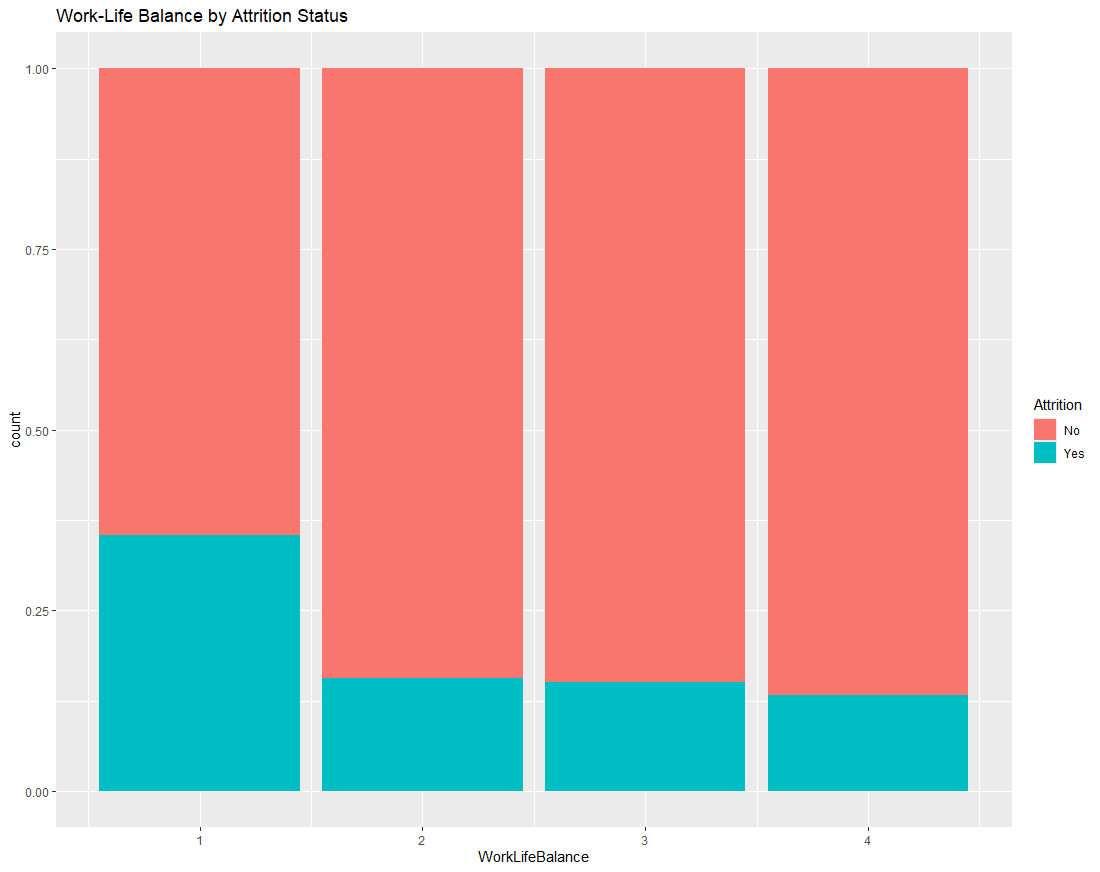 Work-Life Balance by Attrition Status
1.00
0.75
0.50
0.25
0.00
count
1 2 3 4
WorkLifeBalance
Attrition
No
Yes